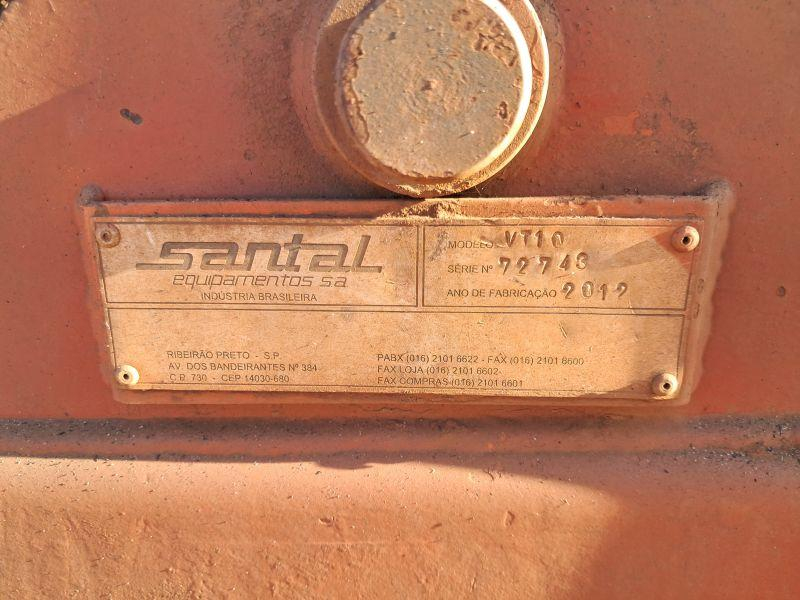 santal
equipamentos s.a.
INDÚSTRIA BRASILEIRA
MODELO VT10
SÉRIE Nº 72743
ANO DE FABRICAÇÃO 2012
RIBEIRÃO PRETO - S.P.
AV. DOS BANDEIRANTES Nº 384
C.P. 730 - CEP 14030-680
PABX (016) 2101 6622 - FAX (016) 2101 6600
FAX LOJA (016) 2101 6602
FAX COMPRAS (016) 2101 6601